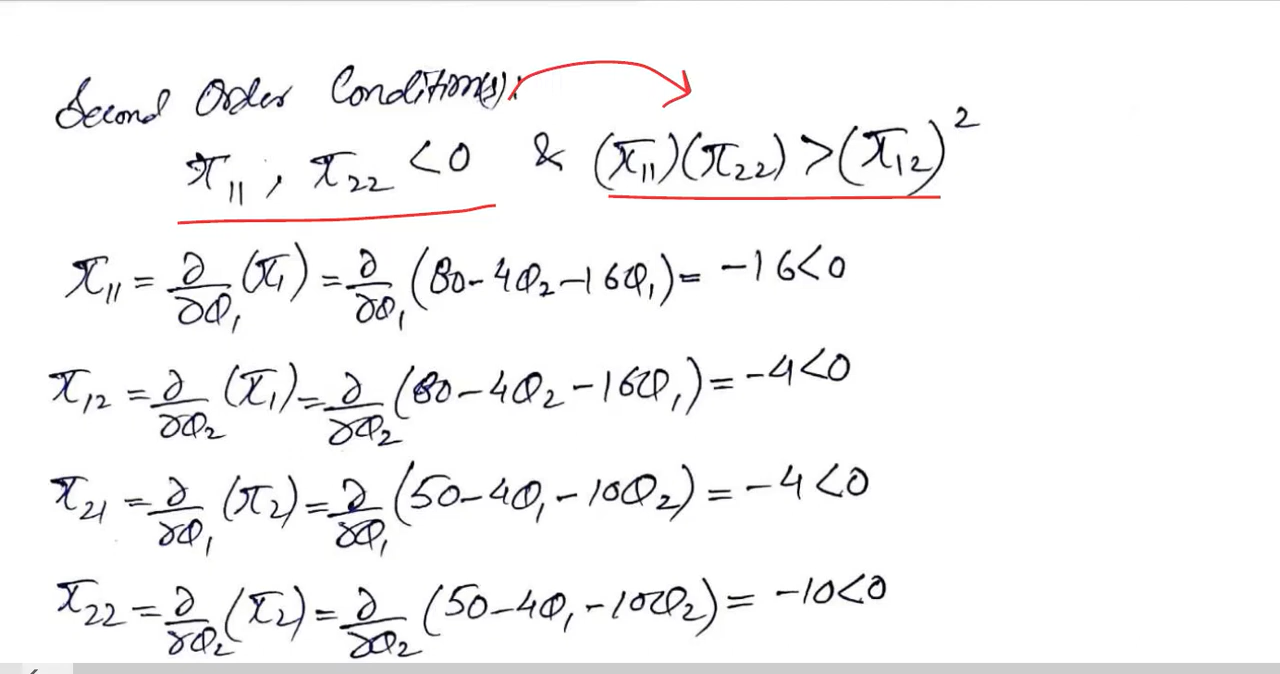 Second Order Condition(s):
π₁₁, π₂₂ <0 & (π₁₁)(π₂₂) > (π₁₂)²
π₁₁ = ∂/∂Q₁ (π₁) = ∂/∂Q₁ (80-4Q₂-16Q₁) = -16<0
π₁₂ = ∂/∂Q₂ (π₁) = ∂/∂Q₂ (80-4Q₂-16Q₁) = -4<0
π₂₁ = ∂/∂Q₁ (π₂) = ∂/∂Q₁ (50-4Q₁-10Q₂) = -4<0
π₂₂ = ∂/∂Q₂ (π₂) = ∂/∂Q₂ (50-4Q₁-10Q₂) = -10<0